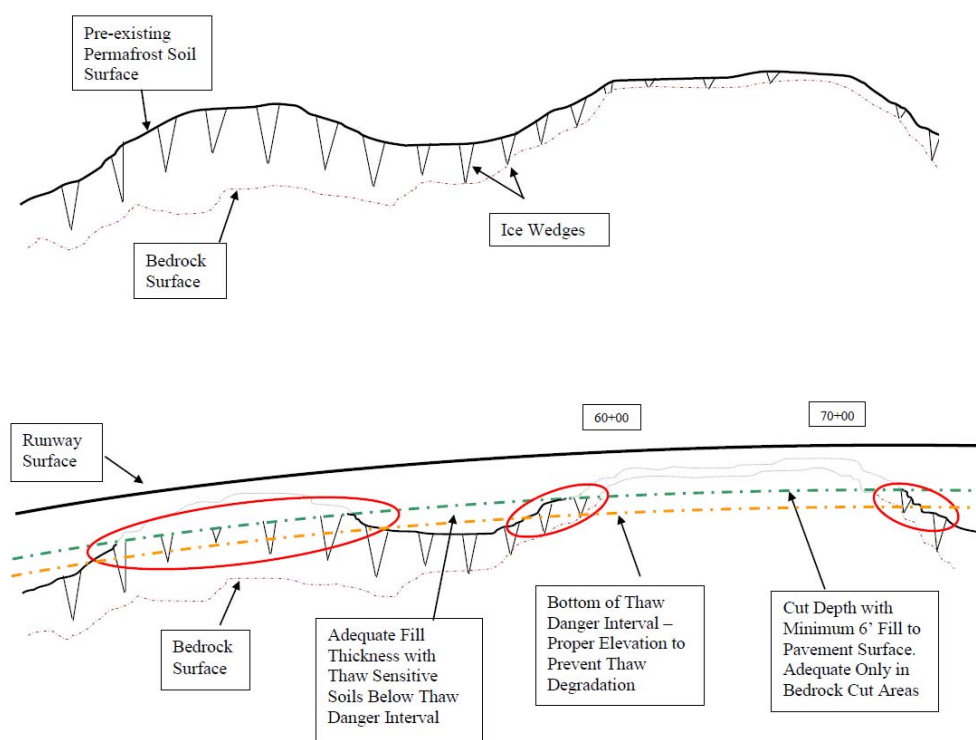 Pre-existing
Permafrost Soil
Surface
Ice Wedges
Bedrock
Surface
60+00
70+00
Runway
Surface
Bedrock
Surface
Adequate Fill
Thickness with
Thaw Sensitive
Soils Below Thaw
Danger Interval
Bottom of Thaw
Danger Interval –
Proper Elevation to
Prevent Thaw
Degradation
Cut Depth with
Minimum 6’ Fill to
Pavement Surface.
Adequate Only in
Bedrock Cut Areas